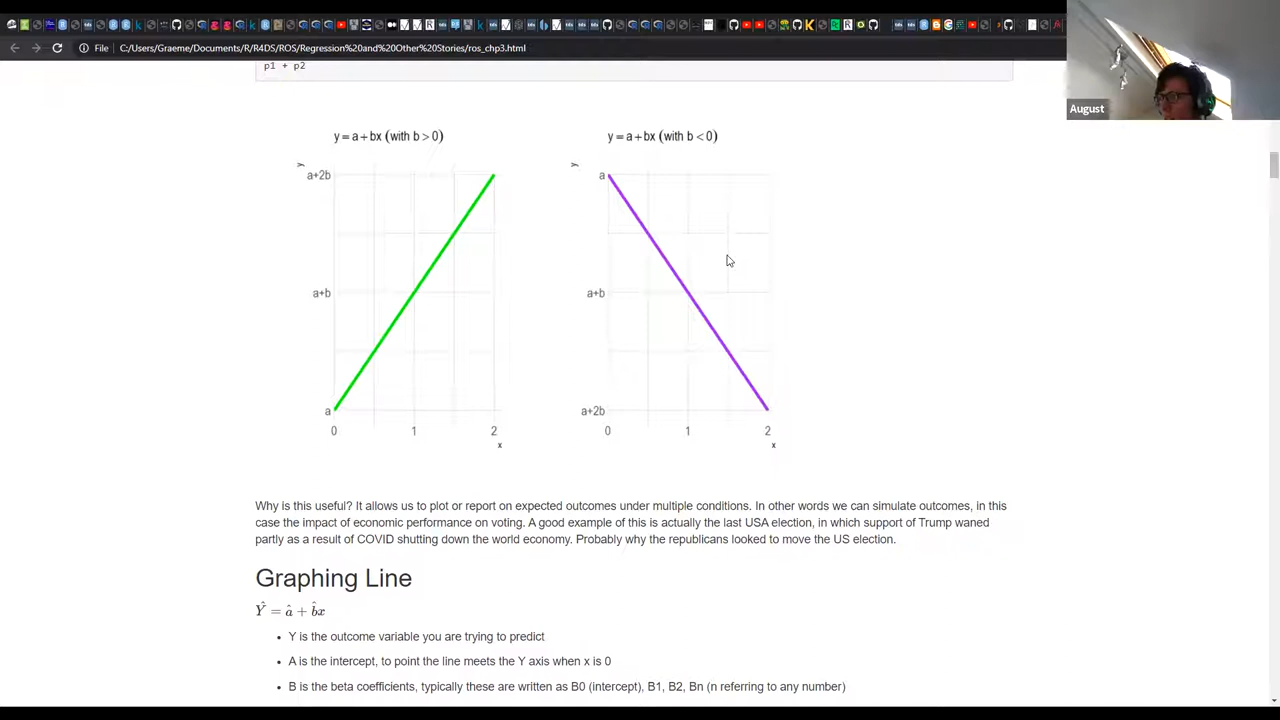 File
C:/Users/Graeme/Documents/R/R4DS/ROS/Regression%20and%20Other%20Stories/ros_chp3.html
August
p1 + p2
y = a + bx (with b > 0)
y = a + bx (with b < 0)
y
a+2b
a+b
a
0 1 2
x
y
a
a+b
a+2b
0 1 2
x
Why is this useful? It allows us to plot or report on expected outcomes under multiple conditions. In other words we can simulate outcomes, in this
case the impact of economic performance on voting. A good example of this is actually the last USA election, in which support of Trump waned
partly as a result of COVID shutting down the world economy. Probably why the republicans looked to move the US election.
Graphing Line
Ŷ = â + b̂x
• Y is the outcome variable you are trying to predict
• A is the intercept, to point the line meets the Y axis when x is 0
• B is the beta coefficients, typically these are written as B0 (intercept), B1, B2, Bn (n referring to any number)